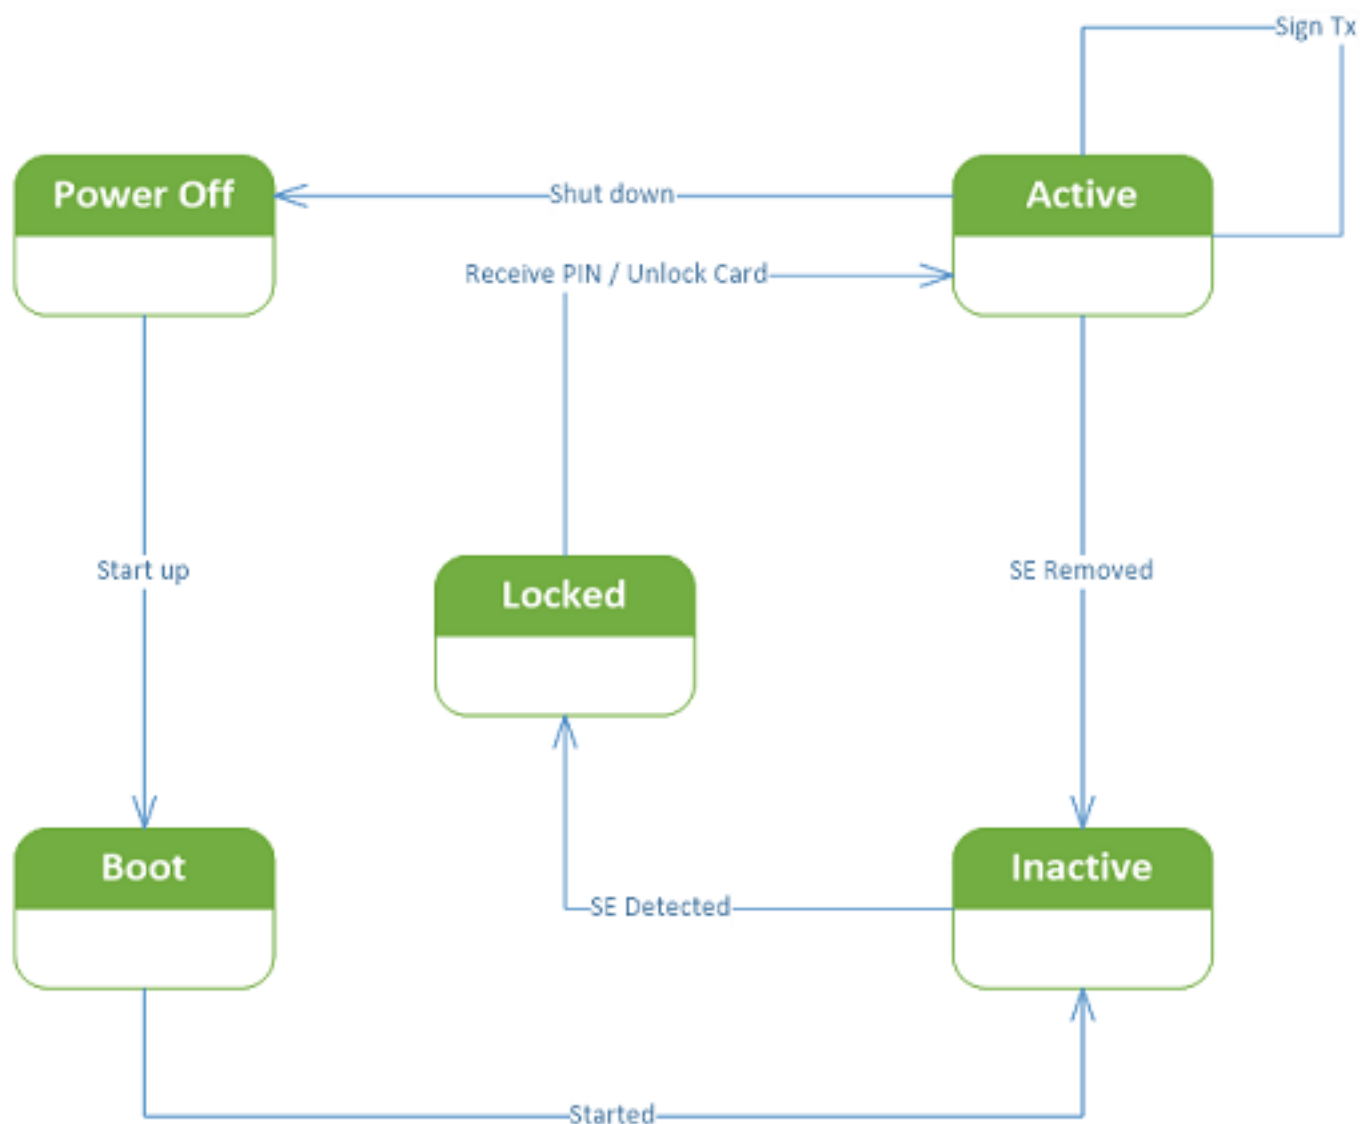 Sign Tx
Power Off
Shut down
Active
Receive PIN / Unlock Card
Start up
SE Removed
Locked
Boot
Inactive
SE Detected
Started